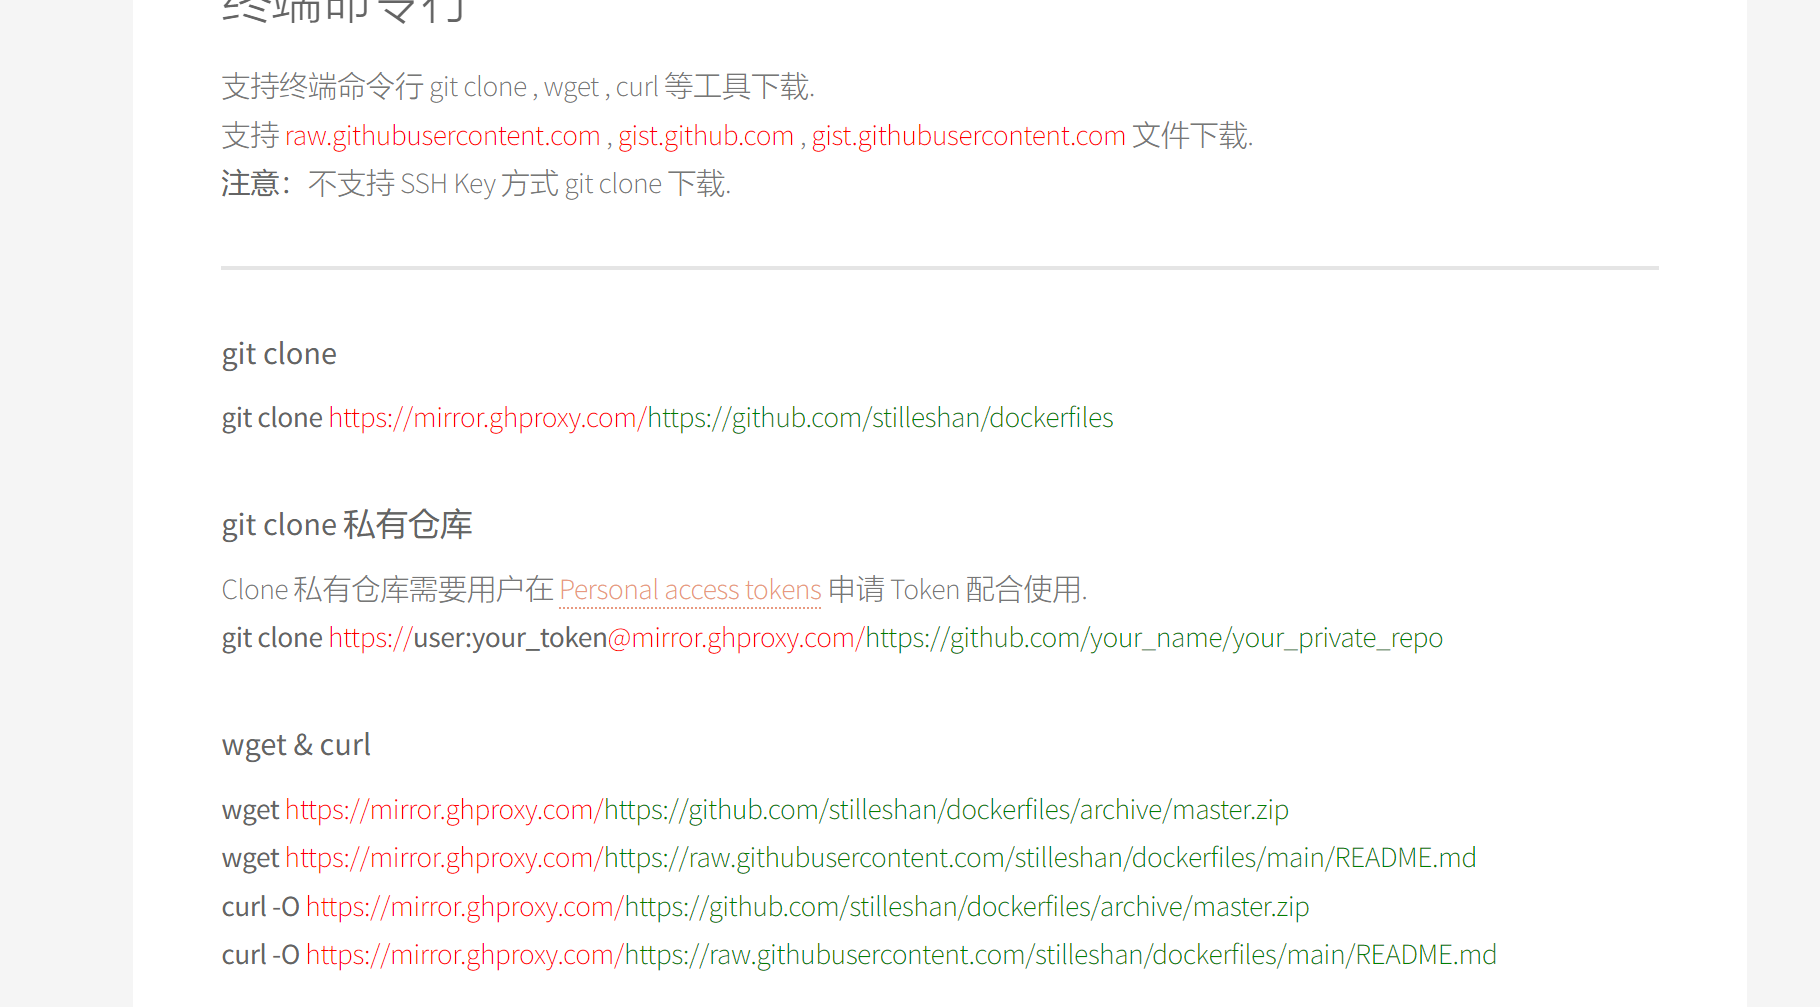 终端命令行
支持终端命令行 git clone , wget , curl 等工具下载.
支持 raw.githubusercontent.com , gist.github.com , gist.githubusercontent.com 文件下载.
注意：不支持 SSH Key 方式 git clone 下载.
git clone
git clone https://mirror.ghproxy.com/https://github.com/stilleshan/dockerfiles
git clone 私有仓库
Clone 私有仓库需要用户在 Personal access tokens 申请 Token 配合使用.
git clone https://user:your_token@mirror.ghproxy.com/https://github.com/your_name/your_private_repo
wget & curl
wget https://mirror.ghproxy.com/https://github.com/stilleshan/dockerfiles/archive/master.zip
wget https://mirror.ghproxy.com/https://raw.githubusercontent.com/stilleshan/dockerfiles/main/README.md
curl -O https://mirror.ghproxy.com/https://github.com/stilleshan/dockerfiles/archive/master.zip
curl -O https://mirror.ghproxy.com/https://raw.githubusercontent.com/stilleshan/dockerfiles/main/README.md